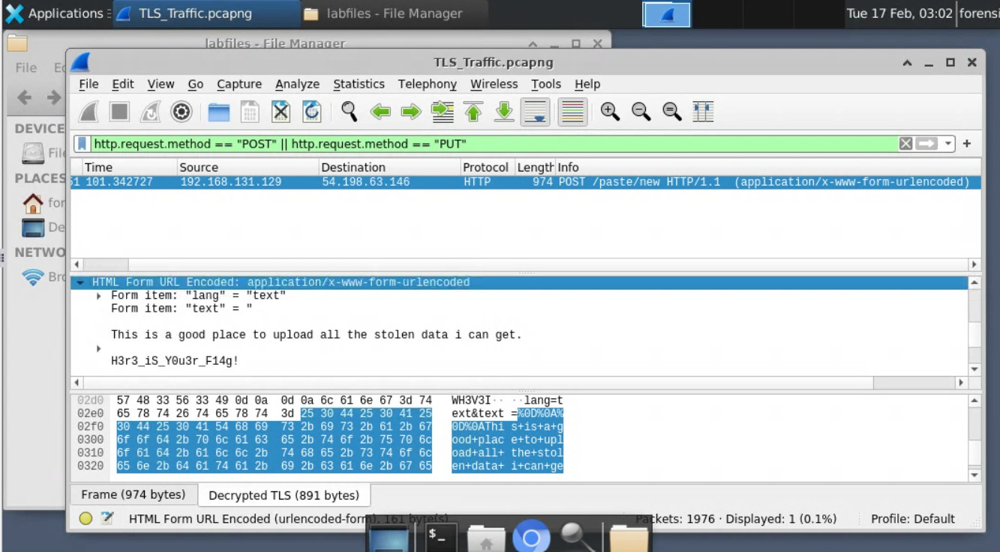 Applications TLS_Traffic.pcapng labfiles - File Manager Tue 17 Feb, 03:02 forensi
labfiles - File Manager
TLS_Traffic.pcapng
File
File Edit View Go Capture Analyze Statistics Telephony Wireless Tools Help
DEVICE
http.request.method == "POST" || http.request.method == "PUT"
File
Time Source Destination Protocol Length Info
PLACES
51 101.342727 192.168.131.129 54.198.63.146 HTTP 974 POST /paste/new HTTP/1.1 (application/x-www-form-urlencoded)
for
De
NETWO
Bro
HTML Form URL Encoded: application/x-www-form-urlencoded
Form item: "lang" = "text"
Form item: "text" = "
This is a good place to upload all the stolen data i can get.
H3r3_iS_Y0u3r_F14g!
02d0 57 48 33 56 33 49 0d 0a 0d 0a 6c 61 6e 67 3d 74 WH3V3I·· ··lang=t
02e0 65 78 74 26 74 65 78 74 3d 25 30 44 25 30 41 25 ext&text =%0D%0A%
02f0 30 44 25 30 41 54 68 69 73 2b 69 73 2b 61 2b 67 0D%0AThi s+is+a+g
0300 6f 6f 64 2b 70 6c 61 63 65 2b 74 6f 2b 75 70 6c ood+plac e+to+upl
0310 6f 61 64 2b 61 6c 6c 2b 74 68 65 2b 73 74 6f 6c oad+all+ the+stol
0320 65 6e 2b 64 61 74 61 2b 69 2b 63 61 6e 2b 67 65 en+data+ i+can+ge
Frame (974 bytes) Decrypted TLS (891 bytes)
HTML Form URL Encoded (urlencoded-form), 161 byte(s) Packets: 1976 · Displayed: 1 (0.1%) Profile: Default
$_